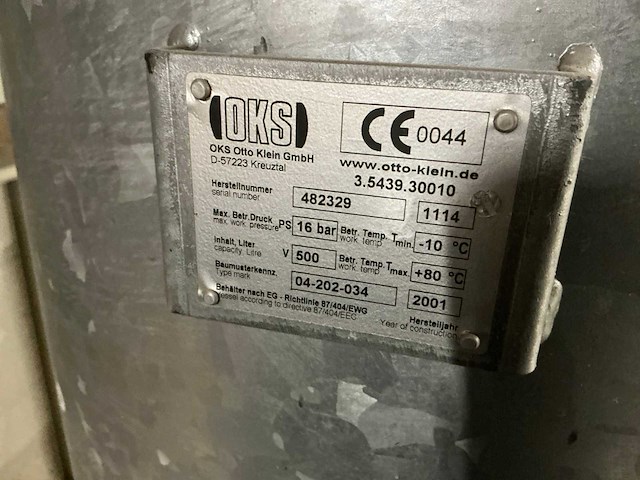 OKS
OKS Otto Klein GmbH
D-57223 Kreuztal
CE 0044
www.otto-klein.de
3.5439.30010
Herstellnummer
serial number
482329
1114
Max. Betr.Druck
max. work. pressure
PS
16 bar
Betr. Temp. T min.
work. temp
-10 °C
Inhalt, Liter
capacity. Litre
V
500
Betr. Temp.T max.
work. temp
+80 °C
Baumusterkennz.
Type mark
04-202-034
2001
Behälter nach EG - Richtlinie 87/404/EWG
vessel according to directive 87/404/EEC
Herstelljahr
Year of construction